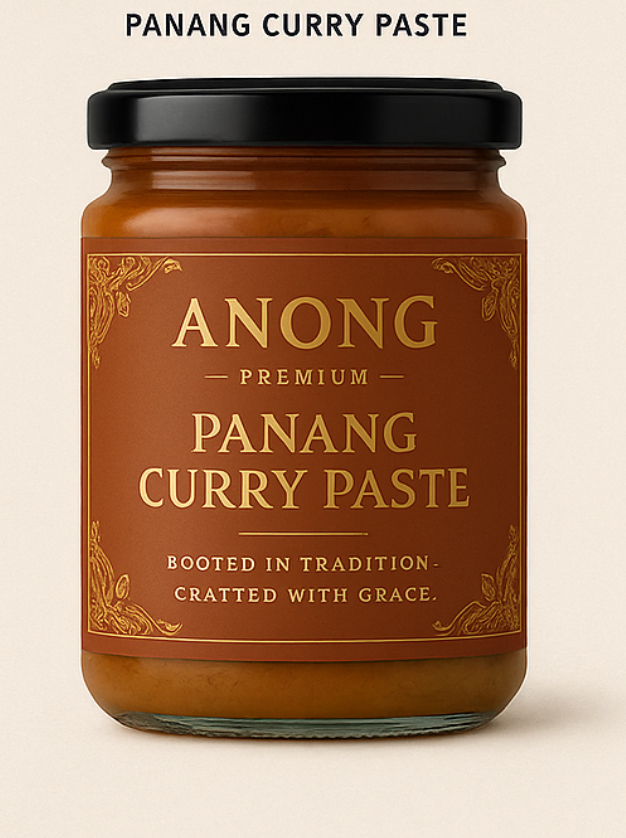 PANANG CURRY PASTE
ANONG
— PREMIUM —
PANANG
CURRY PASTE
BOOTED IN TRADITION-
CRATTED WITH GRACE.